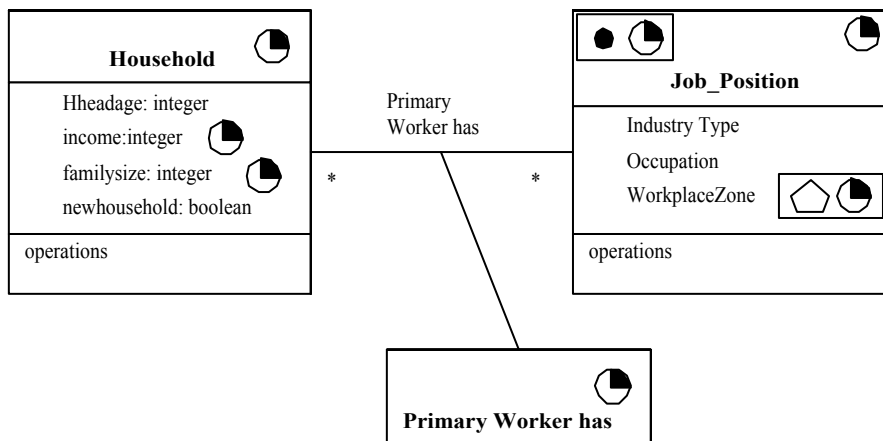 Household
Hheadage: integer
income:integer
familysize: integer
newhousehold: boolean
operations
Primary
Worker has
*
*
Job_Position
Industry Type
Occupation
WorkplaceZone
operations
Primary Worker has